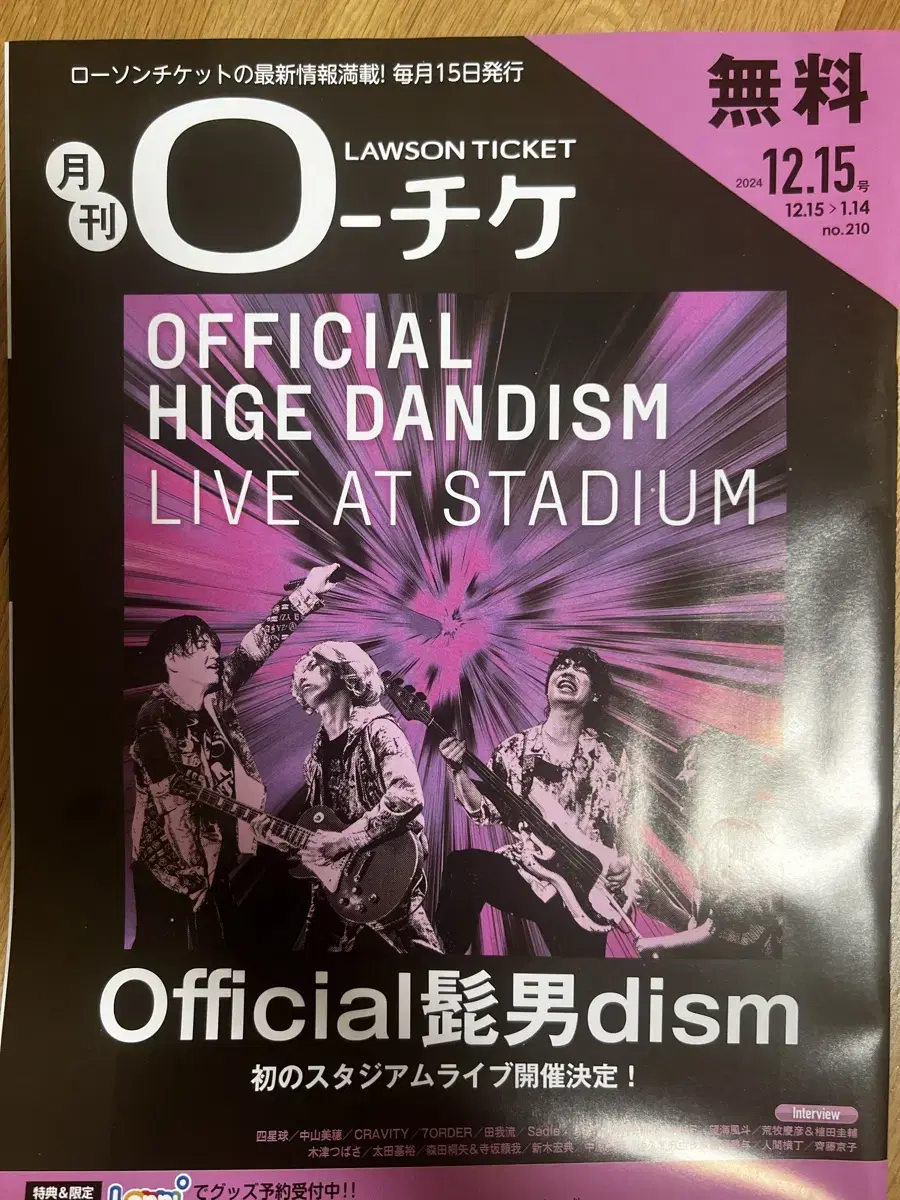 ローソンチケットの最新情報満載! 毎月15日発行
無料
月刊
LAWSON TICKET
ロ-チケ
2024 12.15号
12.15 > 1.14
no.210
OFFICIAL
HIGE DANDISM
LIVE AT STADIUM
Official髭男dism
初のスタジアムライブ開催決定！
Interview
四星球／中山美穂／CRAVITY／7ORDER／田我流／望海風斗／荒牧慶彦＆植田圭輔
木津つばさ／太田基裕／森田桐矢＆寺坂頼我／新木宏典／人間横丁／齊藤京子
特典＆限定
Loppi
でグッズ予約受付中!!